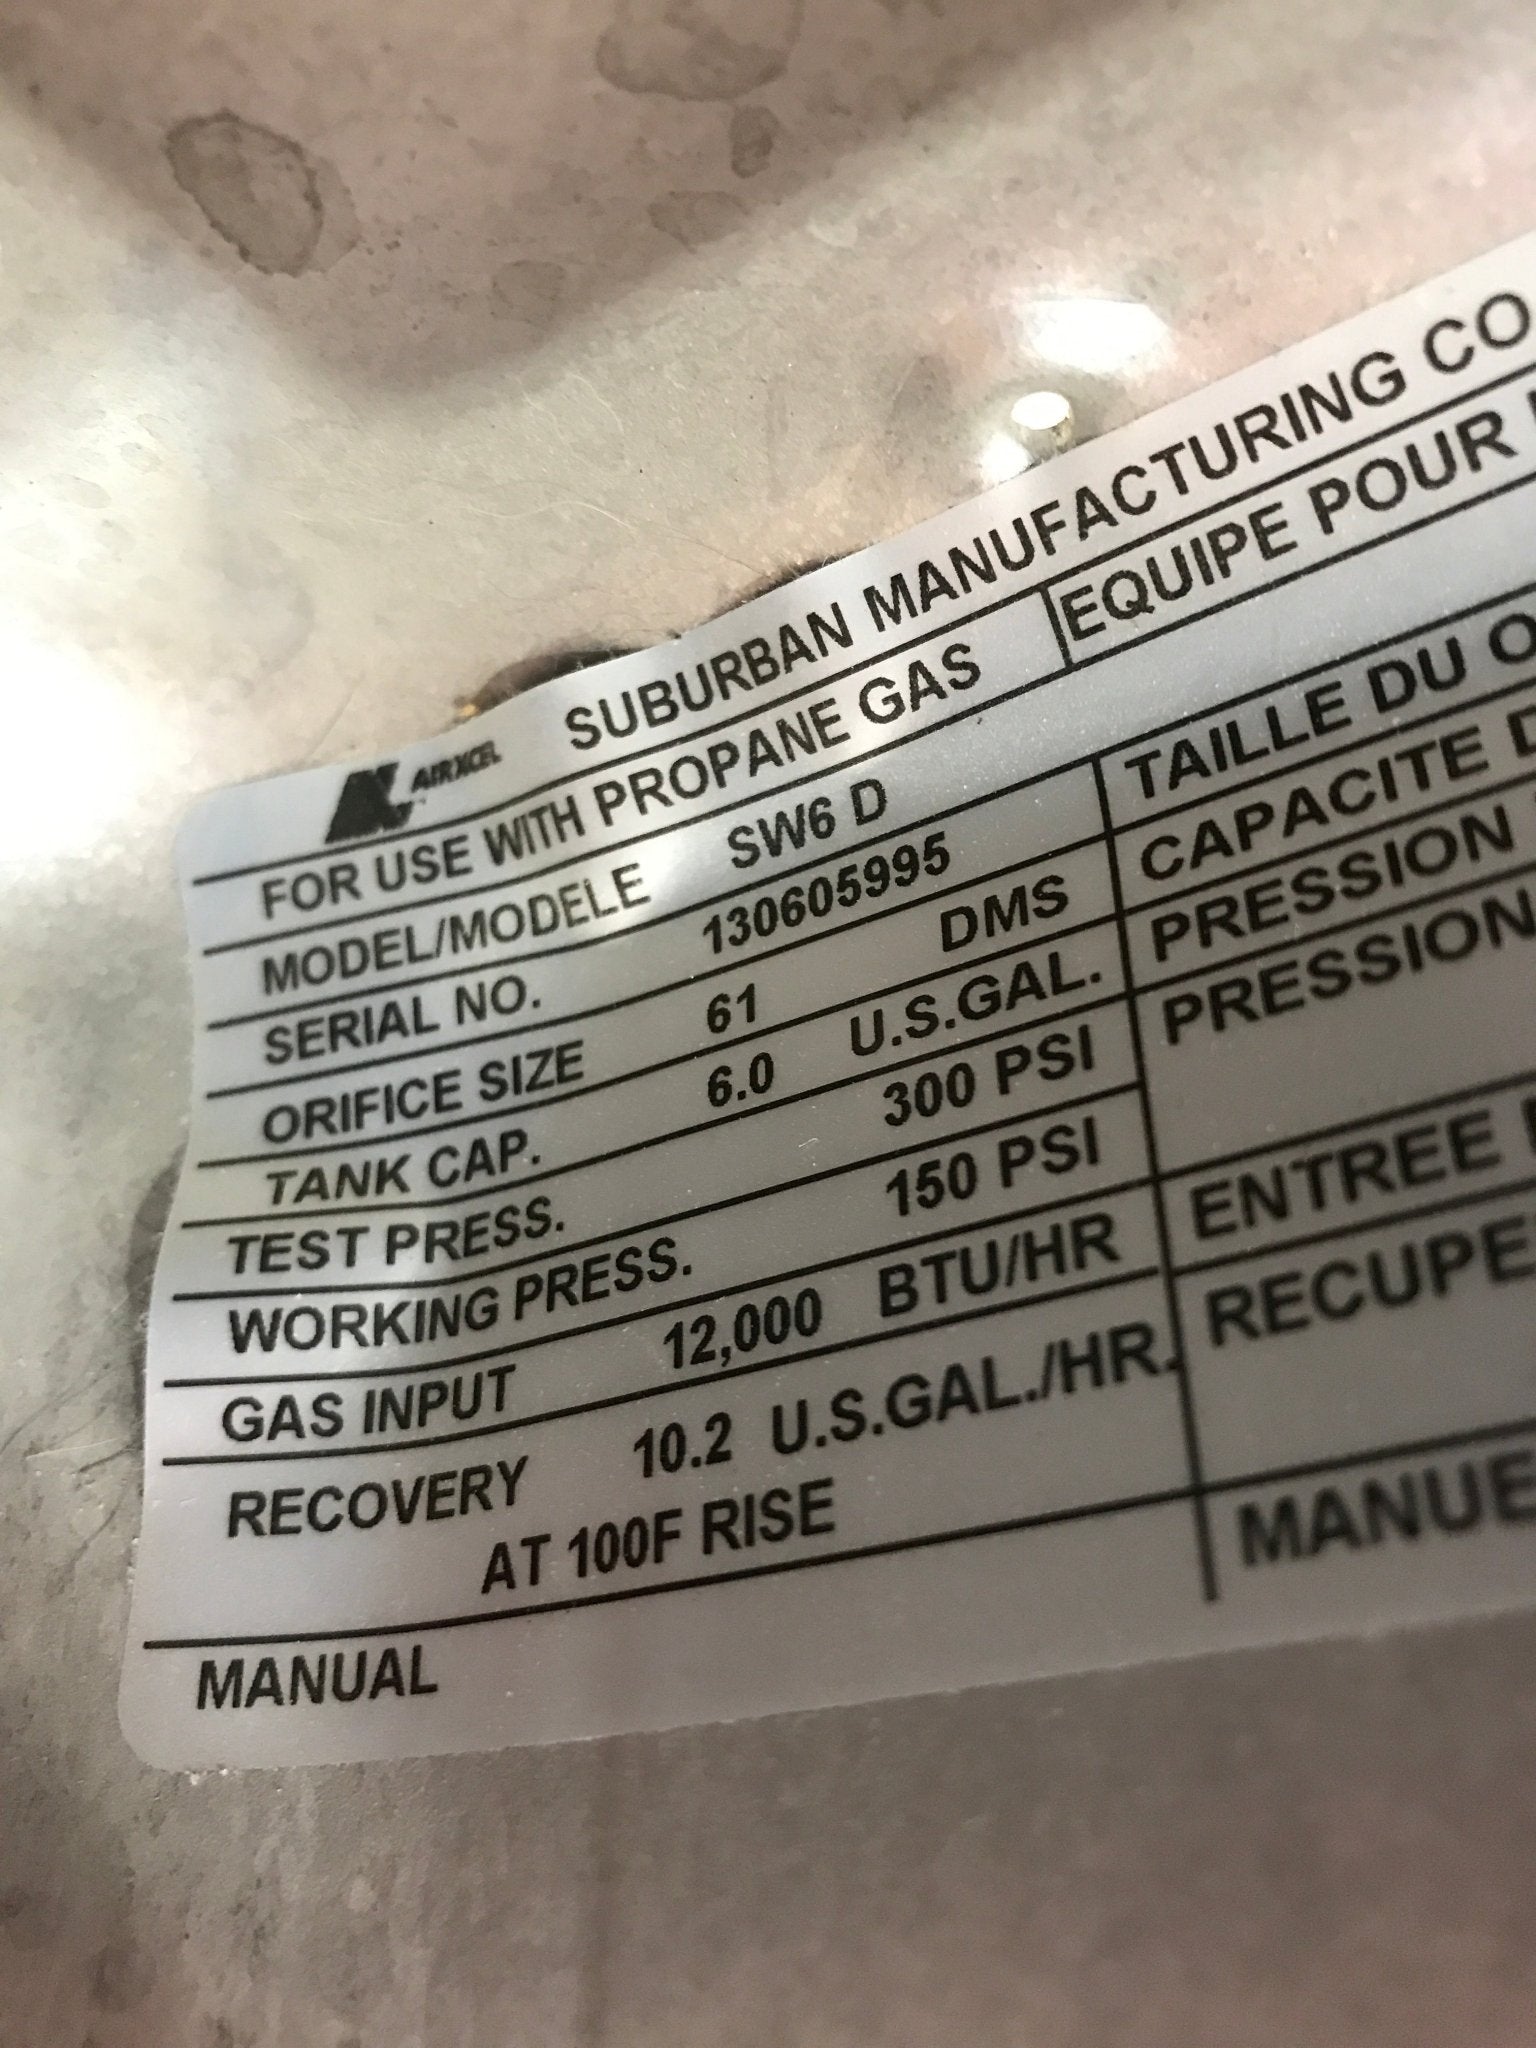 AIRXCEL SUBURBAN MANUFACTURING CO
FOR USE WITH PROPANE GAS EQUIPE POUR
MODEL/MODELE SW6 D
SERIAL NO. 130605995
ORIFICE SIZE 61 DMS TAILLE DU
TANK CAP. 6.0 U.S.GAL. CAPACITE
TEST PRESS. 300 PSI PRESSION
WORKING PRESS. 150 PSI PRESSION
GAS INPUT 12,000 BTU/HR ENTREE
RECOVERY 10.2 U.S.GAL./HR. RECUPE
AT 100F RISE
MANUAL MANUE